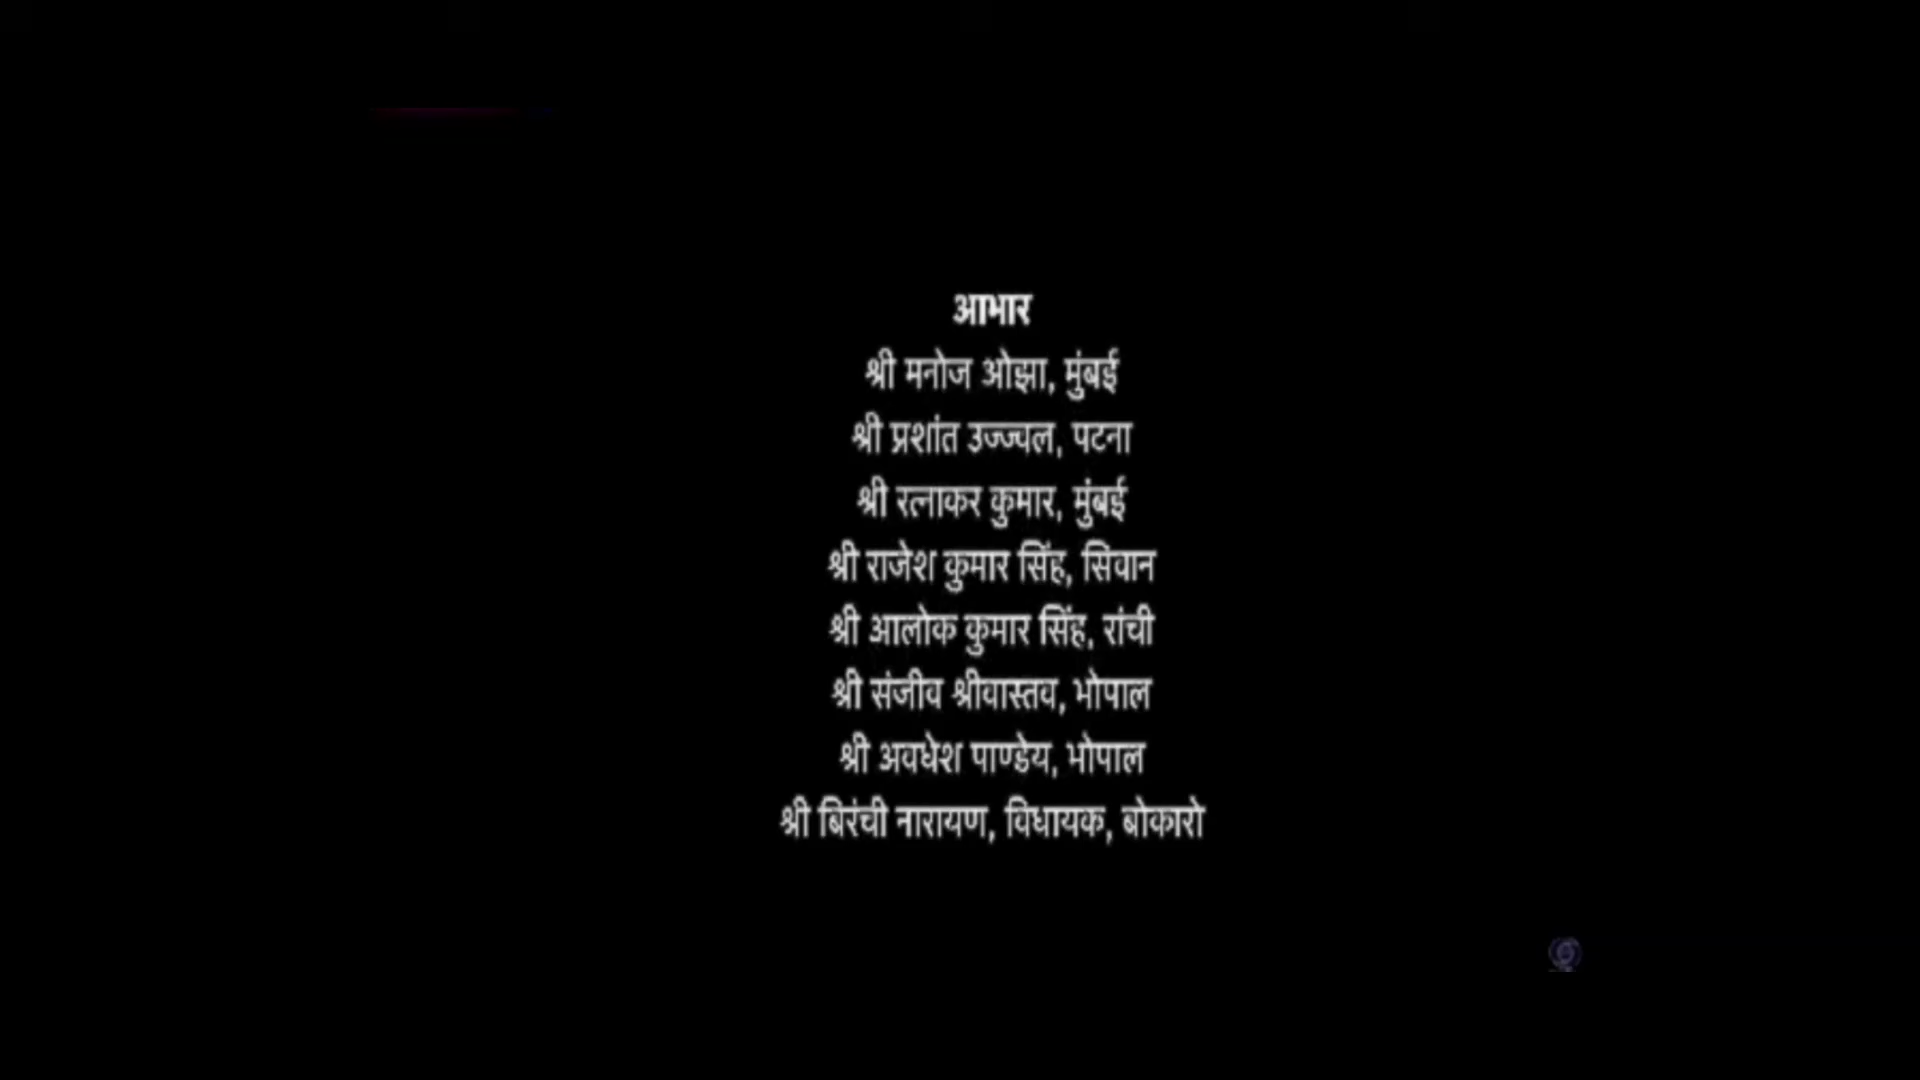 आभार
श्री मनोज ओझा, मुंबई
श्री प्रशांत उज्ज्वल, पटना
श्री रत्नाकर कुमार, मुंबई
श्री राजेश कुमार सिंह, सिवान
श्री आलोक कुमार सिंह, रांची
श्री संजीव श्रीवास्तव, भोपाल
श्री अवधेश पाण्डेय, भोपाल
श्री बिरंची नारायण, विधायक, बोकारो